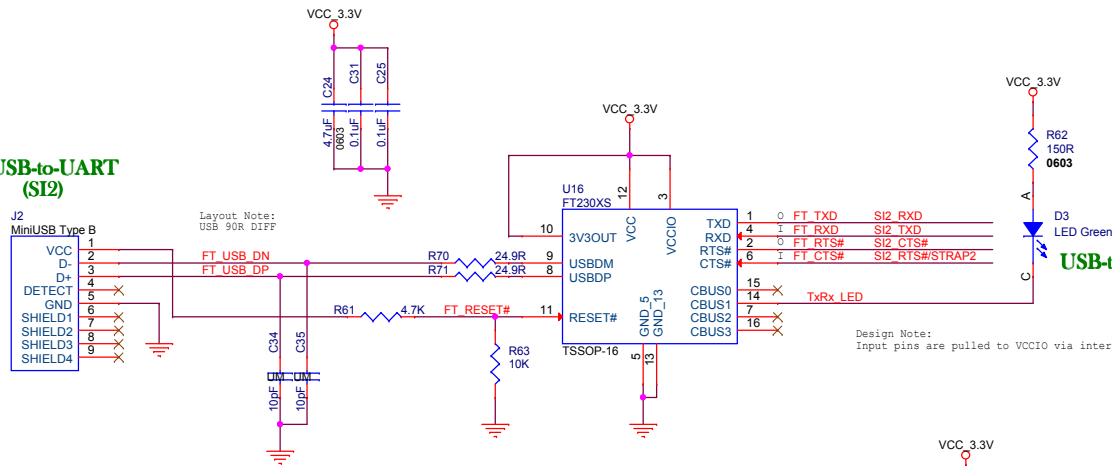 VCC_3.3V
C24
C31
C25
4.7uF
0603
0.1uF
0.1uF
USB-to-UART
(SI2)
J2
MiniUSB Type B
VCC 1
D- 2
D+ 3
DETECT 4
GND 5
SHIELD1 6
SHIELD2 7
SHIELD3 8
SHIELD4 9
Layout Note:
USB 90R DIFF
FT_USB_DN
FT_USB_DP
R70 24.9R
R71 24.9R
R61 4.7K
FT_RESET#
R63
10K
C34
C35
UM
UM
10pF
10pF
VCC_3.3V
U16
FT230XS
12
3
10 3V3OUT
9 USBDM
8 USBDP
11 RESET#
VCC
VCCIO
GND_5
GND_13
5
13
TSSOP-16
TXD 1 O FT_TXD SI2_RXD
RXD 4 I FT_RXD SI2_TXD
RTS# 2 O FT_RTS# SI2_CTS#
CTS# 6 I FT_CTS# SI2_RTS#/STRAP2
CBUS0 15
CBUS1 14 TxRx_LED
CBUS2 7
CBUS3 16
VCC_3.3V
R62
150R
0603
A
D3
LED Green
C
USB-t
Design Note:
Input pins are pulled to VCCIO via inter
VCC_3.3V